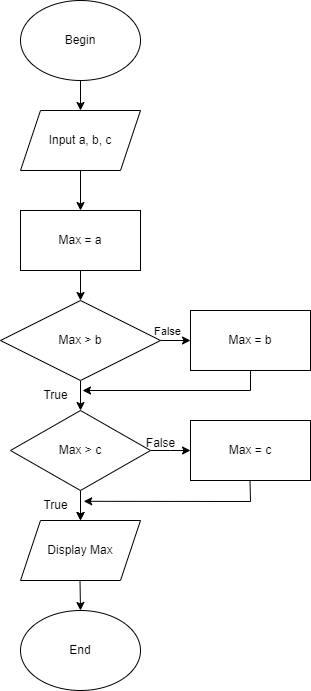 Begin
Input a, b, c
Max = a
Max > b
False
Max = b
True
Max > c
False
Max = c
True
Display Max
End